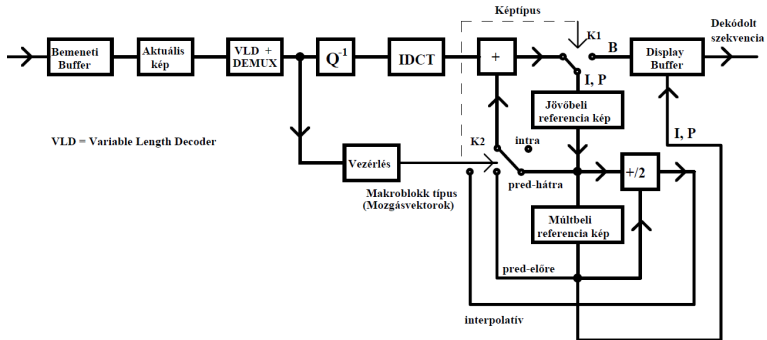 Képtípus
K1
Dekódolt
szekvencia
Bemeneti
Buffer
Aktuális
kép
VLD +
DEMUX
Q-1
IDCT
+
B
Display
Buffer
I, P
Jövőbeli
referencia kép
I, P
VLD = Variable Length Decoder
K2
intra
Vezérlés
+/2
pred-hátra
Makroblokk típus
(Mozgásvektorok)
Múltbeli
referencia kép
pred-előre
interpolatív